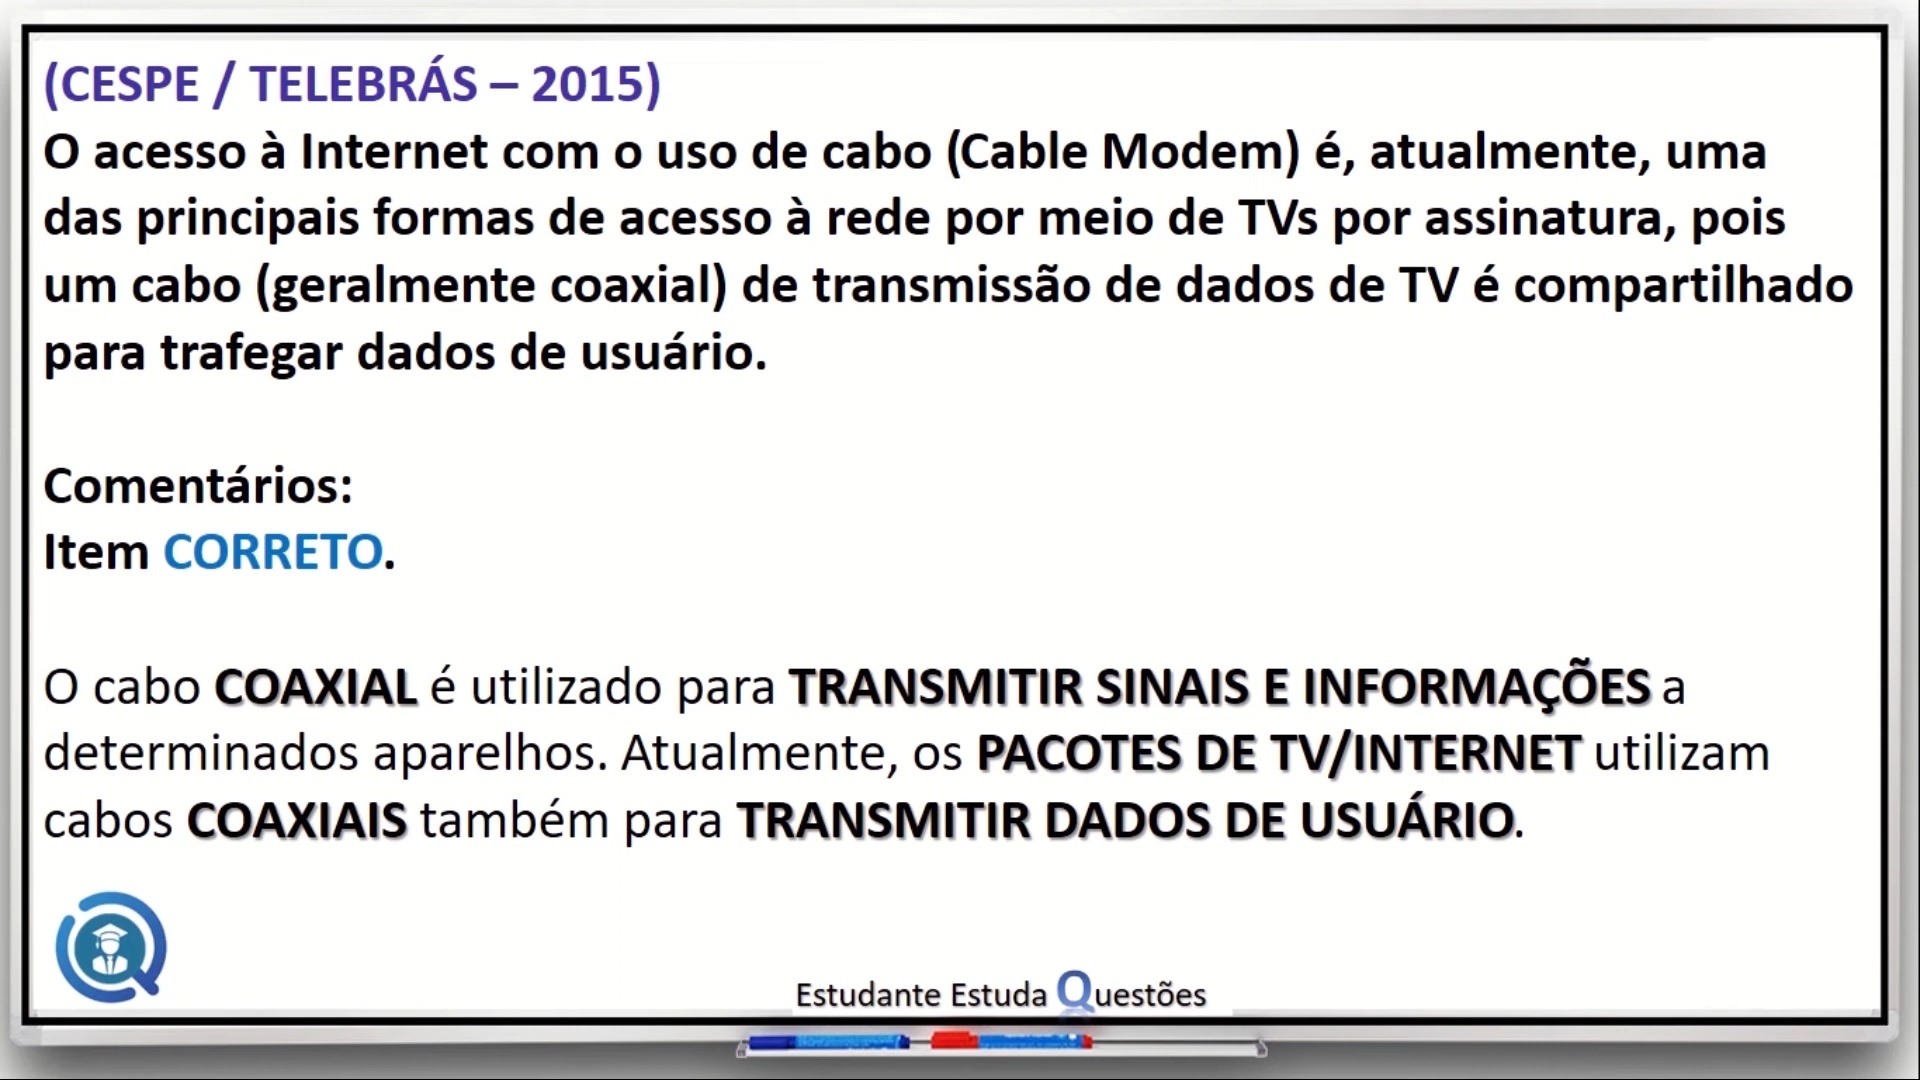 (CESPE / TELEBRÁS – 2015)
O acesso à Internet com o uso de cabo (Cable Modem) é, atualmente, uma
das principais formas de acesso à rede por meio de TVs por assinatura, pois
um cabo (geralmente coaxial) de transmissão de dados de TV é compartilhado
para trafegar dados de usuário.
Comentários:
Item CORRETO.
O cabo COAXIAL é utilizado para TRANSMITIR SINAIS E INFORMAÇÕES a
determinados aparelhos. Atualmente, os PACOTES DE TV/INTERNET utilizam
cabos COAXIAIS também para TRANSMITIR DADOS DE USUÁRIO.
Estudante Estuda Questões